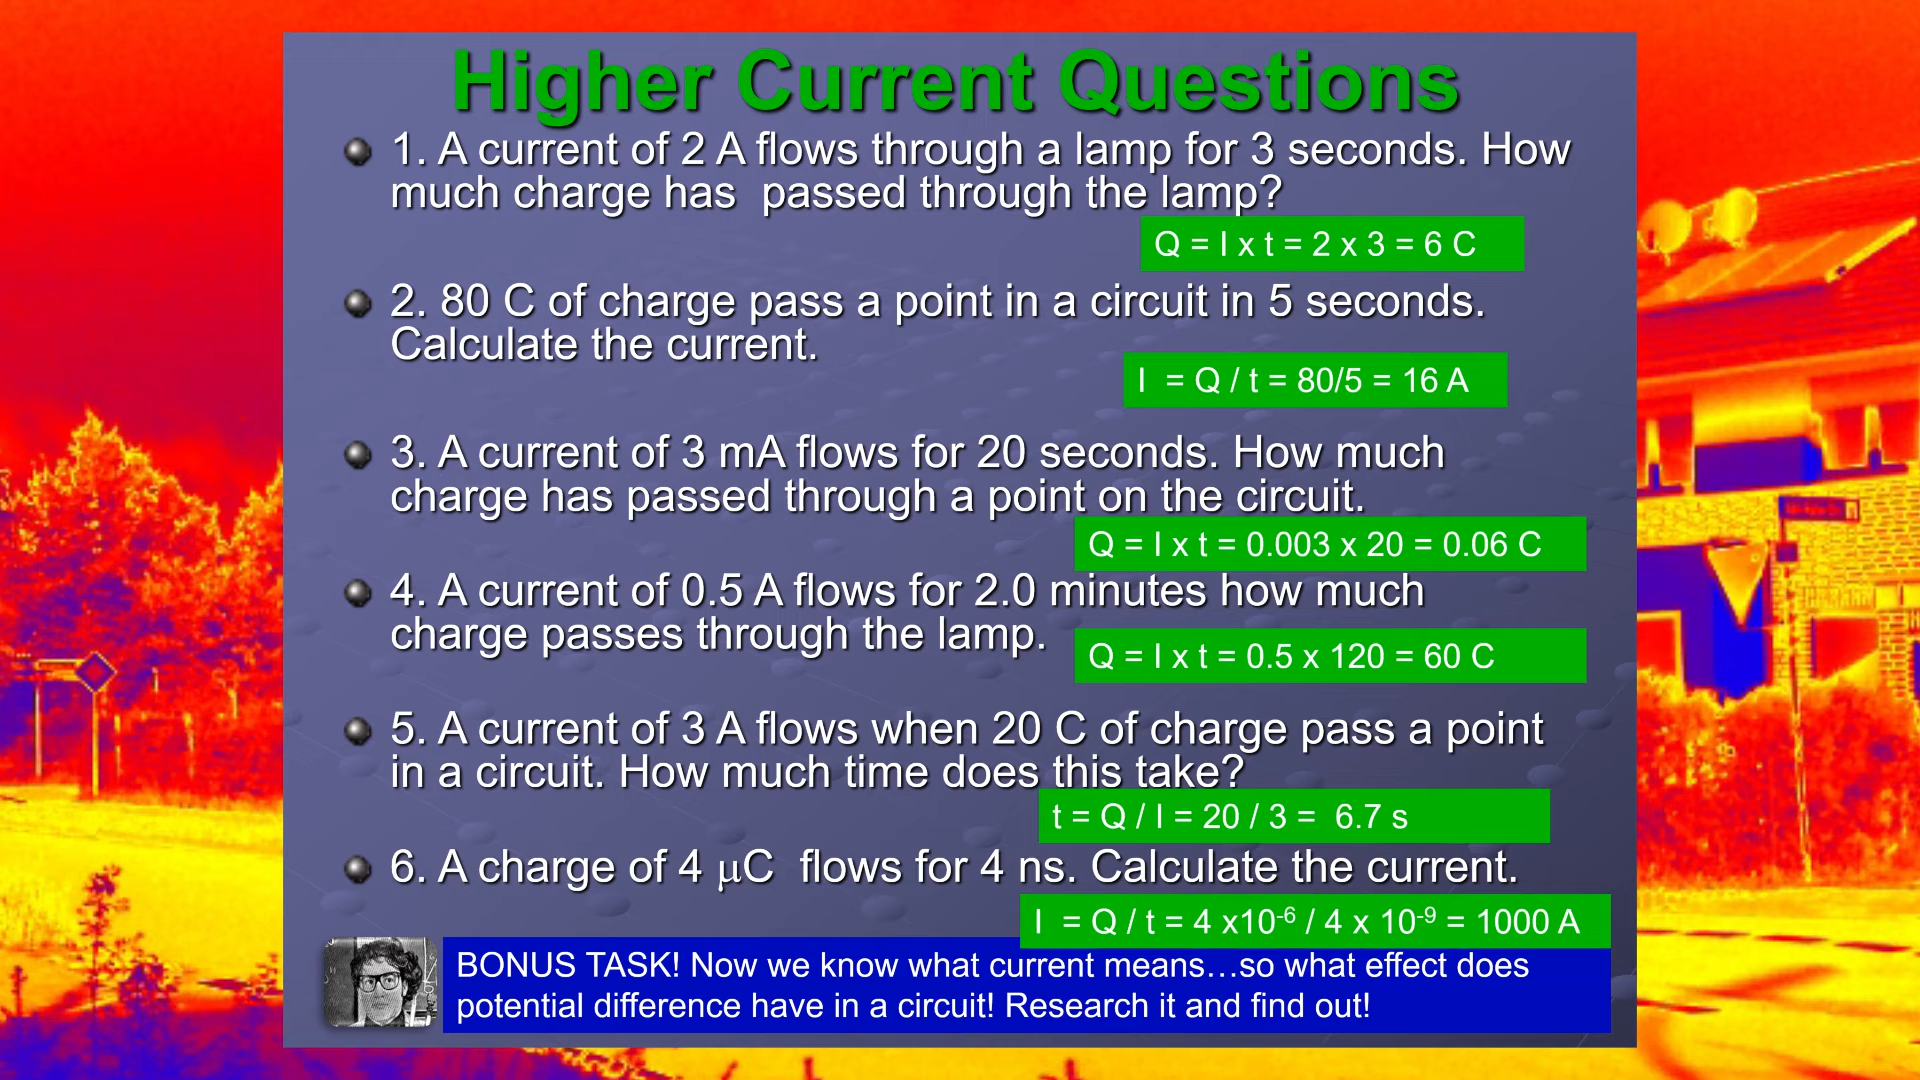 Higher Current Questions
1. A current of 2 A flows through a lamp for 3 seconds. How
much charge has  passed through the lamp?
Q = I x t = 2 x 3 = 6 C
2. 80 C of charge pass a point in a circuit in 5 seconds.
Calculate the current.
I  = Q / t = 80/5 = 16 A
3. A current of 3 mA flows for 20 seconds. How much
charge has passed through a point on the circuit.
Q = I x t = 0.003 x 20 = 0.06 C
4. A current of 0.5 A flows for 2.0 minutes how much
charge passes through the lamp.
Q = I x t = 0.5 x 120 = 60 C
5. A current of 3 A flows when 20 C of charge pass a point
in a circuit. How much time does this take?
t = Q / I = 20 / 3 =  6.7 s
6. A charge of 4 μC  flows for 4 ns. Calculate the current.
I  = Q / t = 4 x10⁻⁶ / 4 x 10⁻⁹ = 1000 A
BONUS TASK! Now we know what current means…so what effect does
potential difference have in a circuit! Research it and find out!